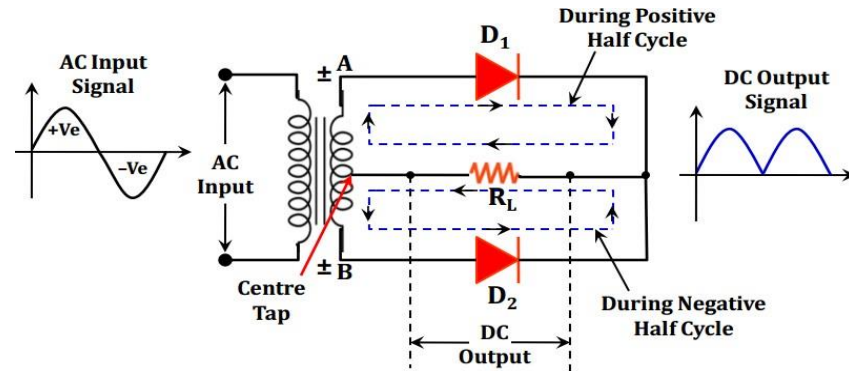 AC Input
Signal
+Ve
–Ve
AC
Input
± A
± B
Centre
Tap
D1
During Positive
Half Cycle
RL
D2
During Negative
Half Cycle
DC
Output
DC Output
Signal